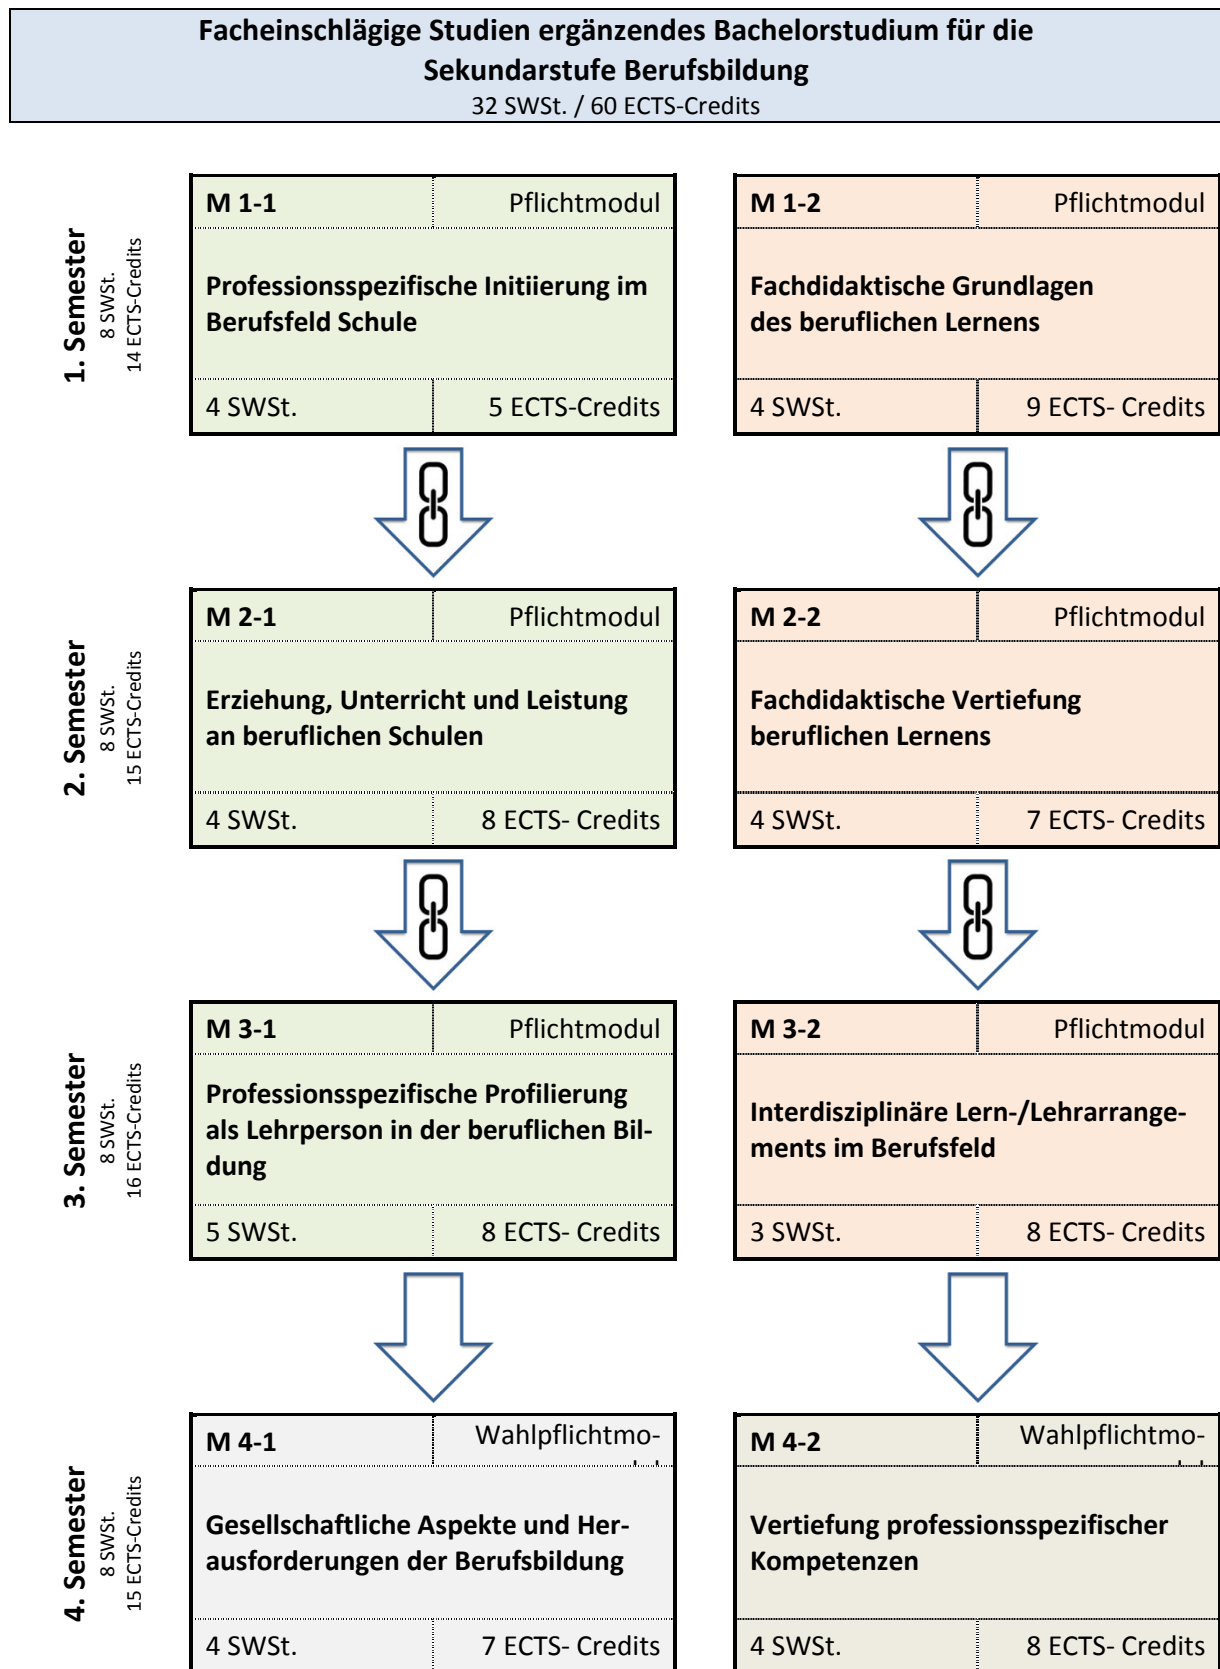 Facheinschlägige Studien ergänzendes Bachelorstudium für die
Sekundarstufe Berufsbildung
32 SWSt. / 60 ECTS-Credits
1. Semester
8 SWSt.
14 ECTS-Credits
M 1-1 Pflichtmodul
Professionsspezifische Initiierung im
Berufsfeld Schule
4 SWSt. 5 ECTS-Credits
M 1-2 Pflichtmodul
Fachdidaktische Grundlagen
des beruflichen Lernens
4 SWSt. 9 ECTS- Credits
2. Semester
8 SWSt.
15 ECTS-Credits
M 2-1 Pflichtmodul
Erziehung, Unterricht und Leistung
an beruflichen Schulen
4 SWSt. 8 ECTS- Credits
M 2-2 Pflichtmodul
Fachdidaktische Vertiefung
beruflichen Lernens
4 SWSt. 7 ECTS- Credits
3. Semester
8 SWSt.
16 ECTS-Credits
M 3-1 Pflichtmodul
Professionsspezifische Profilierung
als Lehrperson in der beruflichen Bil-
dung
5 SWSt. 8 ECTS- Credits
M 3-2 Pflichtmodul
Interdisziplinäre Lern-/Lehrarrange-
ments im Berufsfeld
3 SWSt. 8 ECTS- Credits
4. Semester
8 SWSt.
15 ECTS-Credits
M 4-1 Wahlpflichtmo-
Gesellschaftliche Aspekte und Her-
ausforderungen der Berufsbildung
4 SWSt. 7 ECTS- Credits
M 4-2 Wahlpflichtmo-
Vertiefung professionsspezifischer
Kompetenzen
4 SWSt. 8 ECTS- Credits